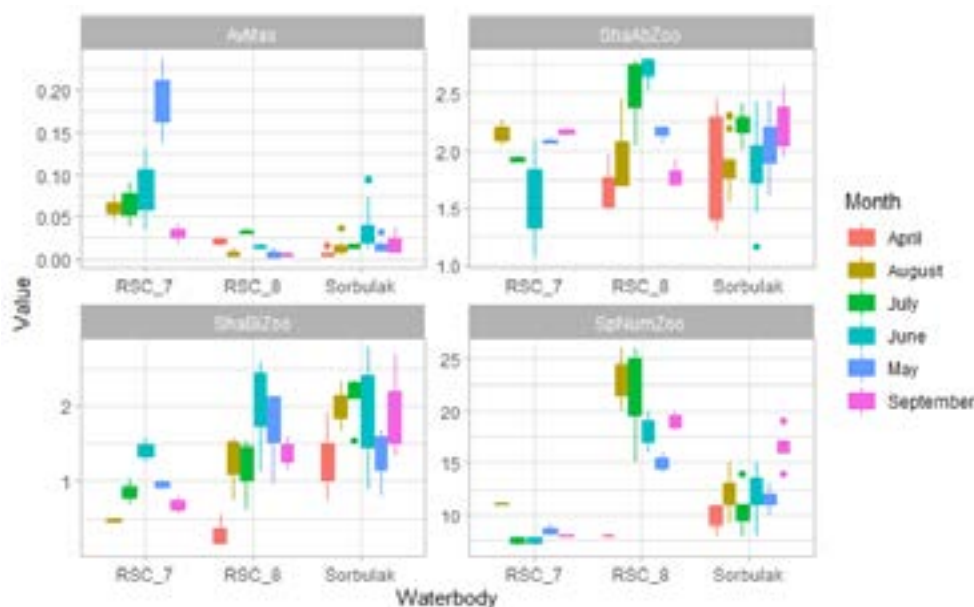 AvMas ShaAbZoo
0.20
0.15
0.10
0.05
0.00
2.5
2.0
1.5
1.0
RSC_7 RSC_8 Sorbulak RSC_7 RSC_8 Sorbulak
Value
ShaBiZoo SpNumZoo
2
1
25
20
15
10
RSC_7 RSC_8 Sorbulak RSC_7 RSC_8 Sorbulak
Waterbody
Month
April
August
July
June
May
September